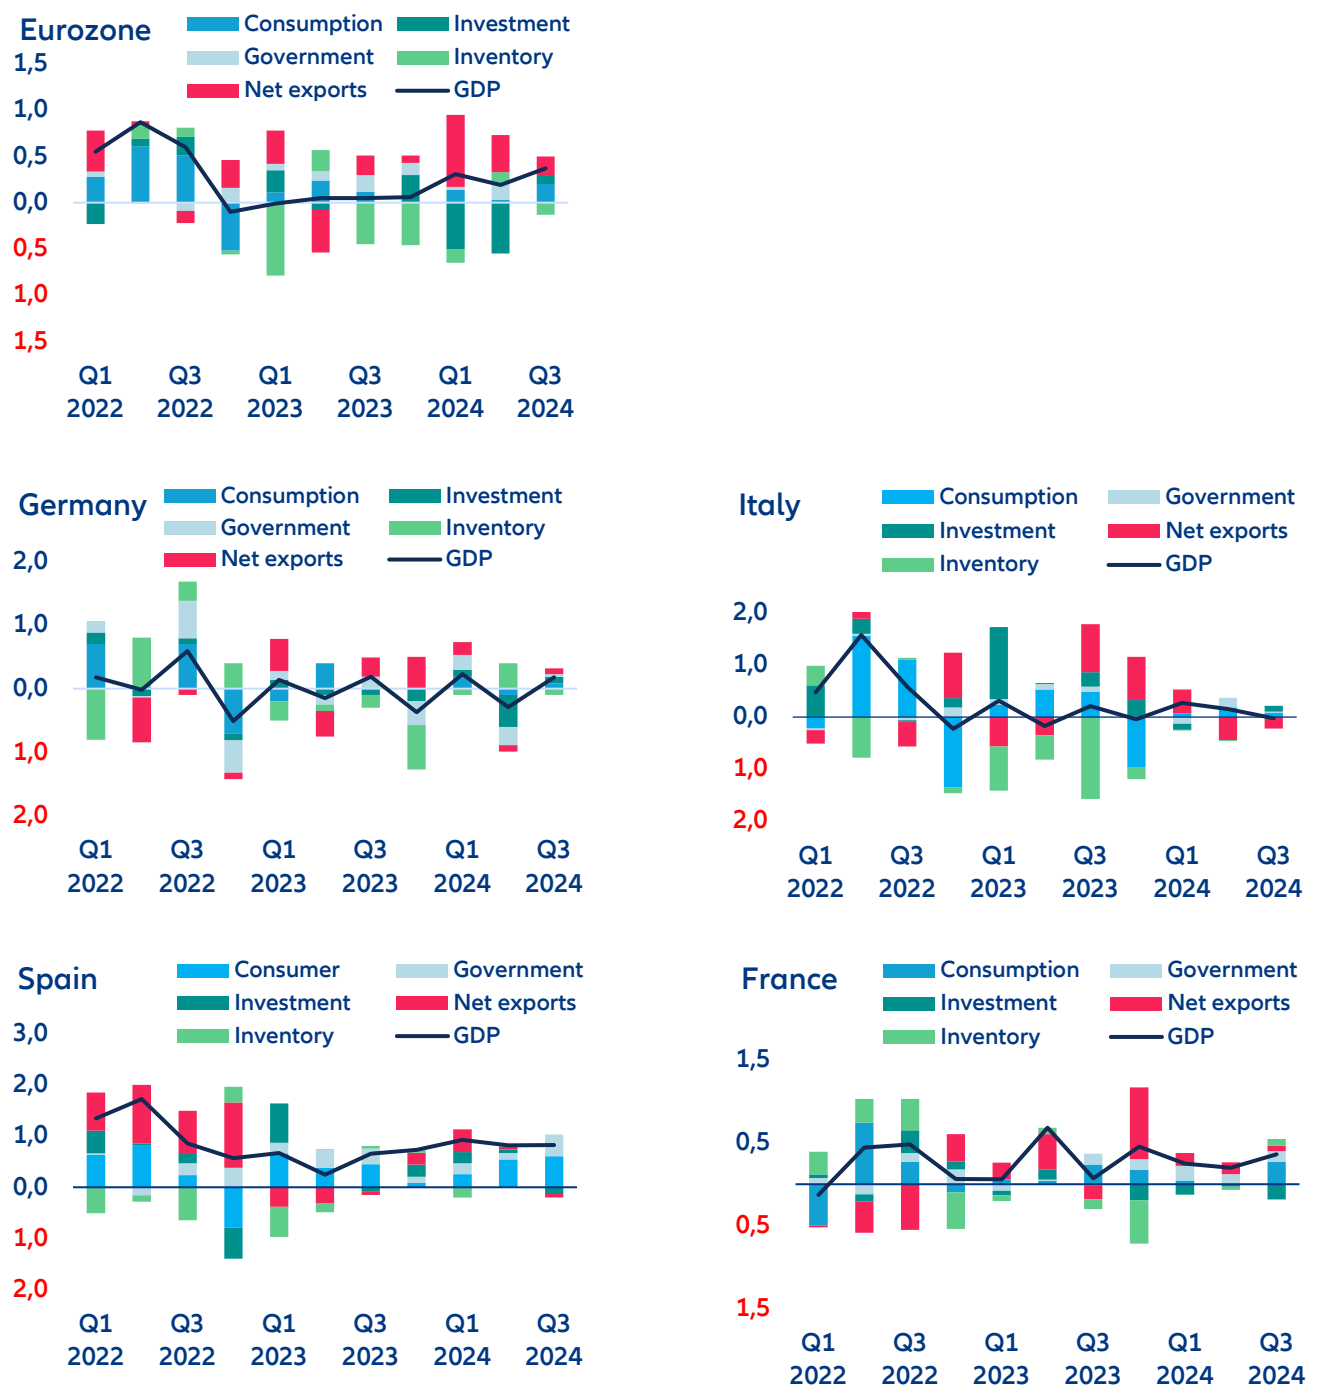 Eurozone
Consumption Investment
Government Inventory
Net exports GDP
1,5
1,0
0,5
0,0
0,5
1,0
1,5
Q1 Q3 Q1 Q3 Q1 Q3
2022 2022 2023 2023 2024 2024
Germany
Consumption Investment
Government Inventory
Net exports GDP
2,0
1,0
0,0
1,0
2,0
Q1 Q3 Q1 Q3 Q1 Q3
2022 2022 2023 2023 2024 2024
Italy
Consumption Government
Investment Net exports
Inventory GDP
2,0
1,0
0,0
1,0
2,0
Q1 Q3 Q1 Q3 Q1 Q3
2022 2022 2023 2023 2024 2024
Spain
Consumer Government
Investment Net exports
Inventory GDP
3,0
2,0
1,0
0,0
1,0
2,0
Q1 Q3 Q1 Q3 Q1 Q3
2022 2022 2023 2023 2024 2024
France
Consumption Government
Investment Net exports
Inventory GDP
1,5
0,5
0,5
1,5
Q1 Q3 Q1 Q3 Q1 Q3
2022 2022 2023 2023 2024 2024